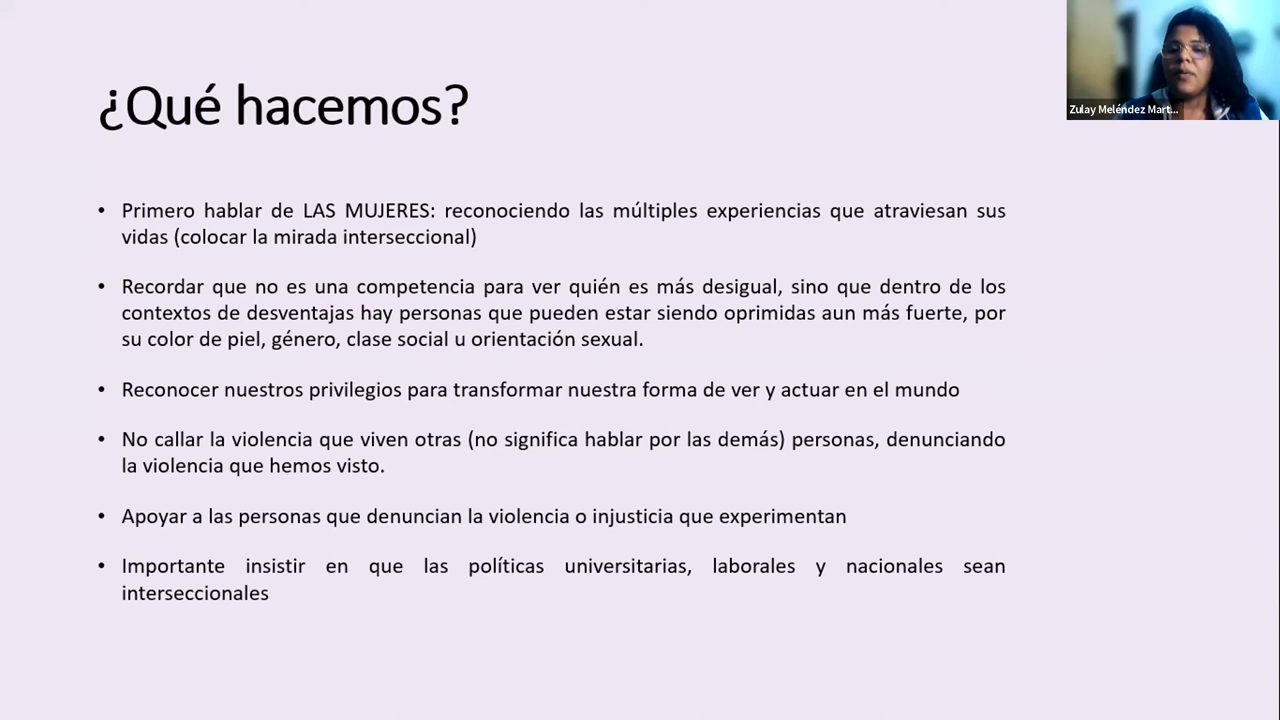 ¿Qué hacemos?
Zulay Meléndez Mart...
• Primero hablar de LAS MUJERES: reconociendo las múltiples experiencias que atraviesan sus
vidas (colocar la mirada interseccional)
• Recordar que no es una competencia para ver quién es más desigual, sino que dentro de los
contextos de desventajas hay personas que pueden estar siendo oprimidas aun más fuerte, por
su color de piel, género, clase social u orientación sexual.
• Reconocer nuestros privilegios para transformar nuestra forma de ver y actuar en el mundo
• No callar la violencia que viven otras (no significa hablar por las demás) personas, denunciando
la violencia que hemos visto.
• Apoyar a las personas que denuncian la violencia o injusticia que experimentan
• Importante insistir en que las políticas universitarias, laborales y nacionales sean
interseccionales